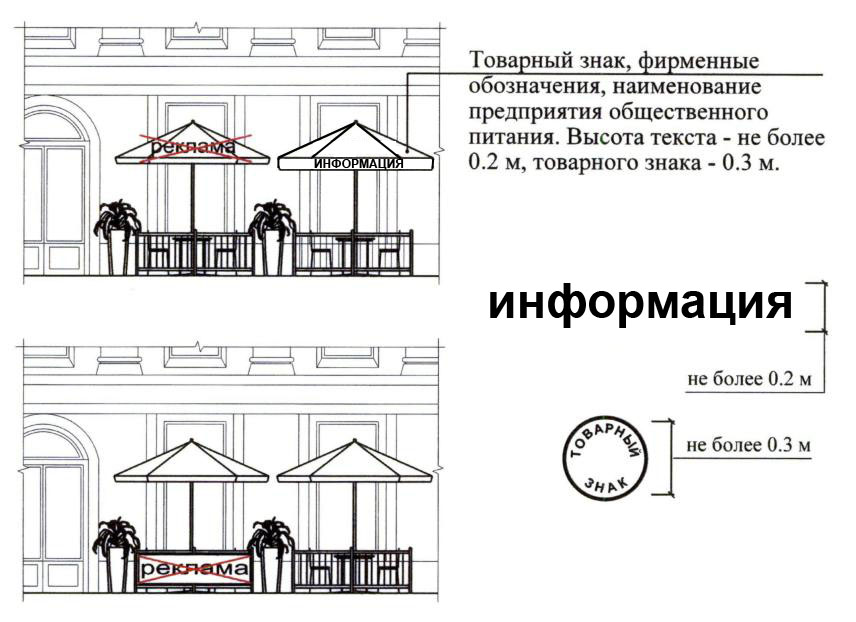 Товарный знак, фирменные
обозначения, наименование
предприятия общественного
питания. Высота текста - не более
0.2 м, товарного знака - 0.3 м.
реклама
ИНФОРМАЦИЯ
информация
не более 0.2 м
ТОВАРНЫЙ
ЗНАК
не более 0.3 м
реклама